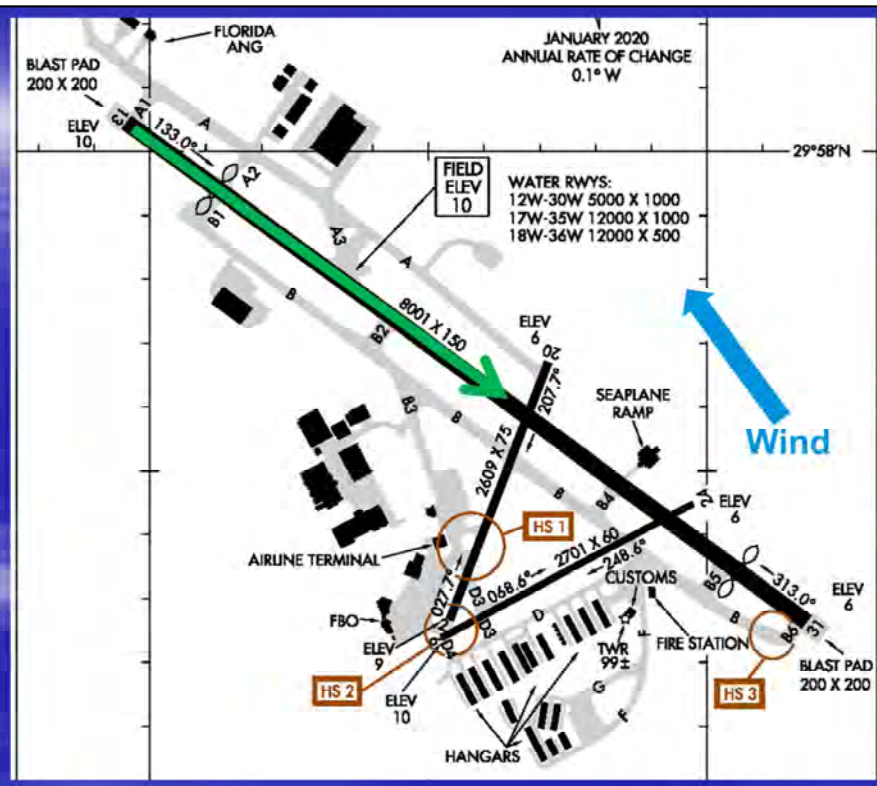 FLORIDA
ANG
JANUARY 2020
ANNUAL RATE OF CHANGE
0.1° W
BLAST PAD
200 X 200
ELEV
10
13
A1
133.0°
A
A2
B1
29°58'N
FIELD
ELEV
10
WATER RWYS:
12W-30W 5000 X 1000
17W-35W 12000 X 1000
18W-36W 12000 X 500
A3
A
B
8001 X 150
B2
ELEV
6
20
207.7°
B3
B
SEAPLANE
RAMP
Wind
2609 X 75
B
B4
24
ELEV
6
HS 1
AIRLINE TERMINAL
2701 X 60
248.6°
068.6°
027.7°
CUSTOMS
B5
313.0°
ELEV
6
FBO
D3
D3
D
B
B6
31
2
6
D4
ELEV
9
TWR
99±
F
FIRE STATION
BLAST PAD
200 X 200
HS 2
ELEV
10
G
F
HS 3
HANGARS